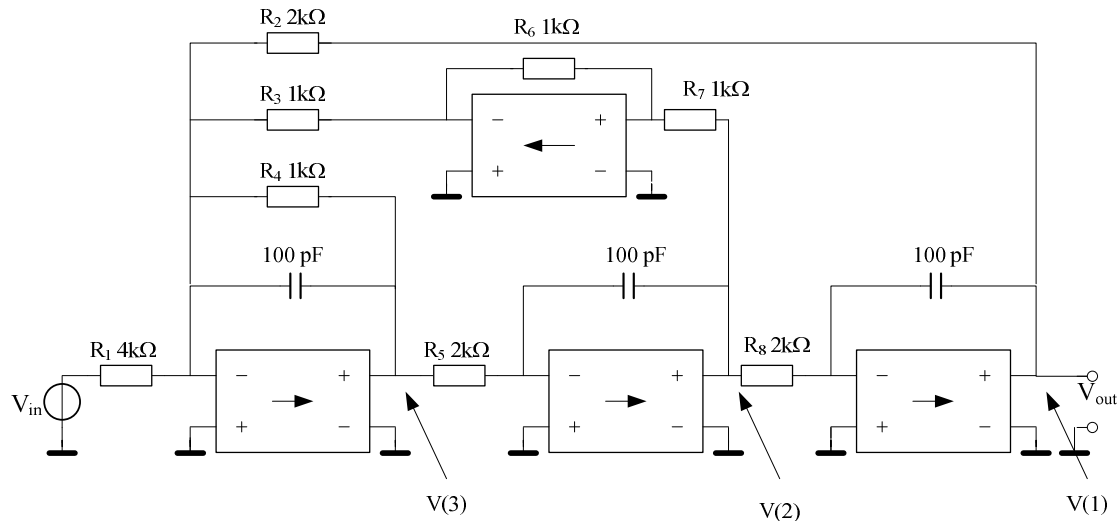 R₂ 2kΩ
R₆ 1kΩ
R₃ 1kΩ
R₇ 1kΩ
− +
+ −
R₄ 1kΩ
100 pF
100 pF
100 pF
R₁ 4kΩ
R₅ 2kΩ
R₈ 2kΩ
− +
− +
− +
Vᵢₙ
Vₒᵤₜ
+ −
+ −
+ −
V(3)
V(2)
V(1)